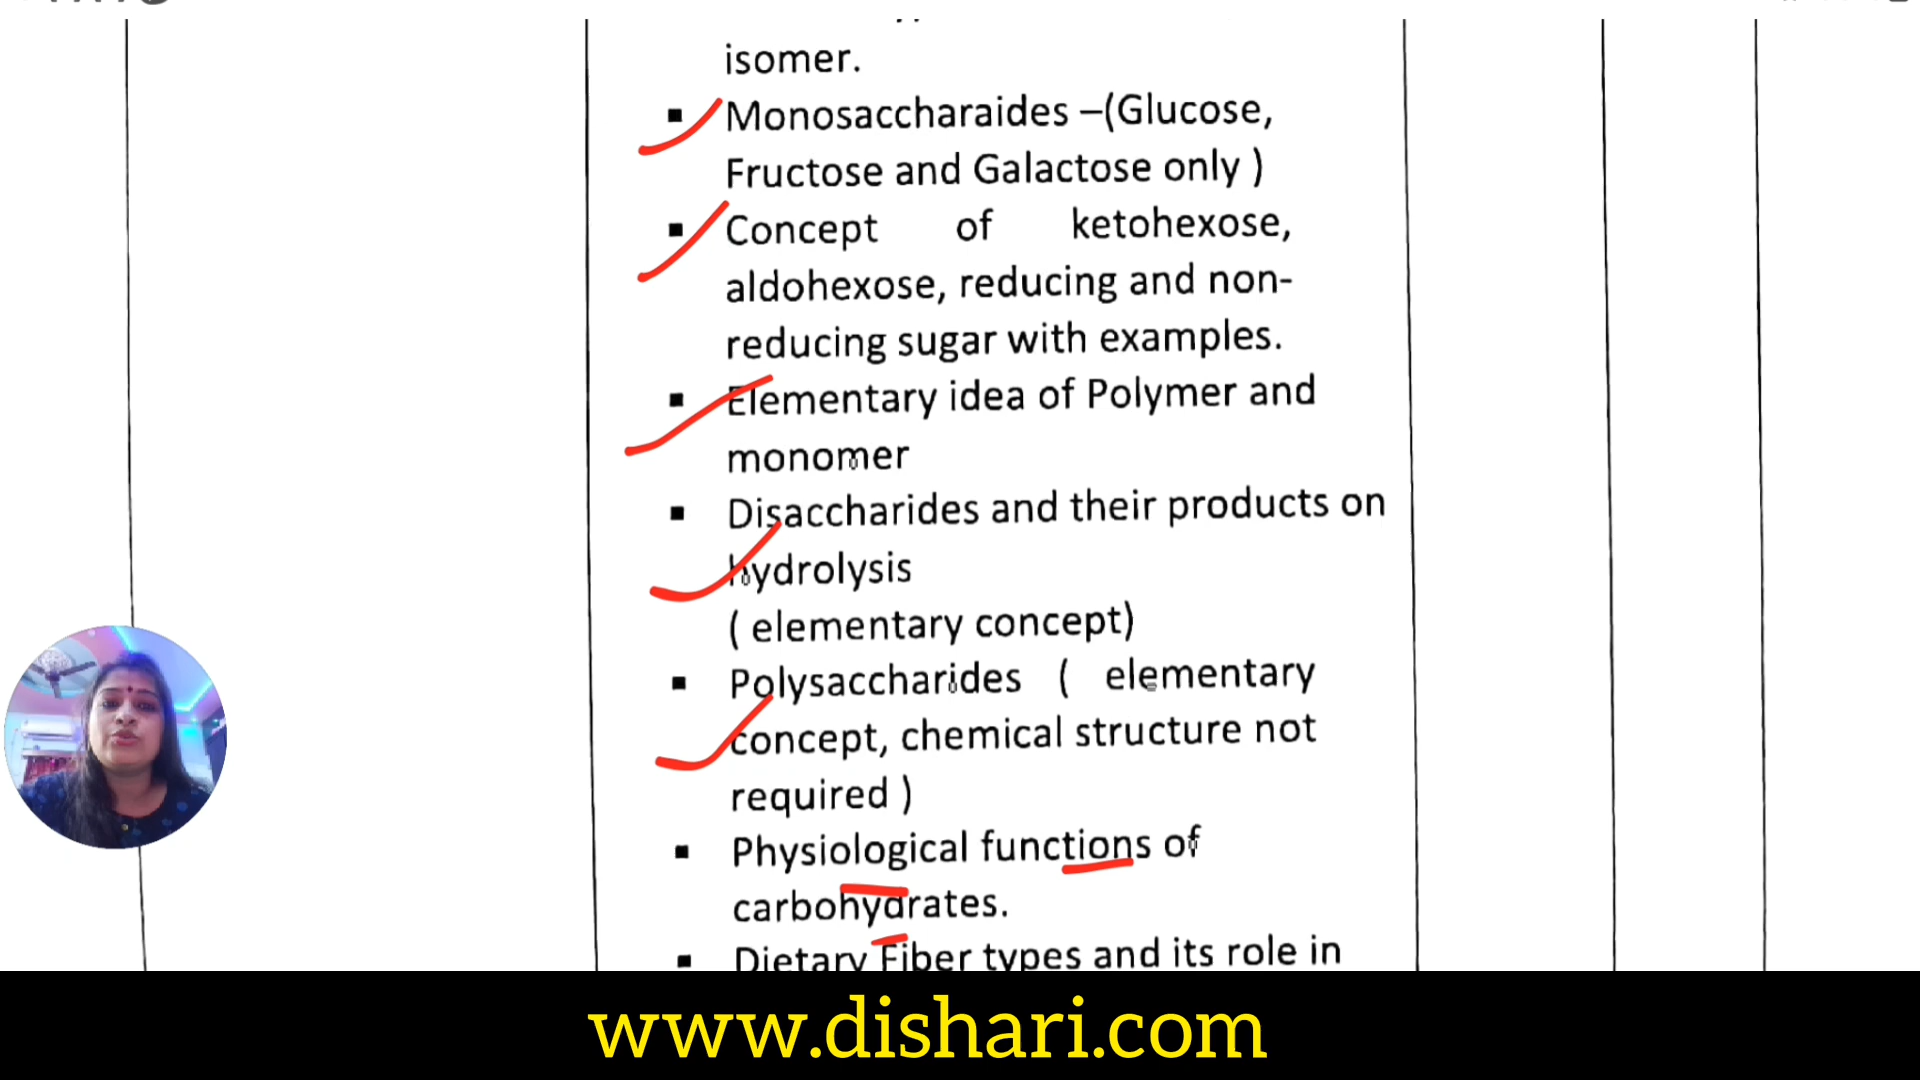 isomer.
▪ Monosaccharaides –(Glucose,
Fructose and Galactose only )
▪ Concept of ketohexose,
aldohexose, reducing and non-
reducing sugar with examples.
▪ Elementary idea of Polymer and
monomer
▪ Disaccharides and their products on
hydrolysis
( elementary concept)
▪ Polysaccharides ( elementary
concept, chemical structure not
required )
▪ Physiological functions of
carbohydrates.
▪ Dietary Fiber types and its role in
www.dishari.com